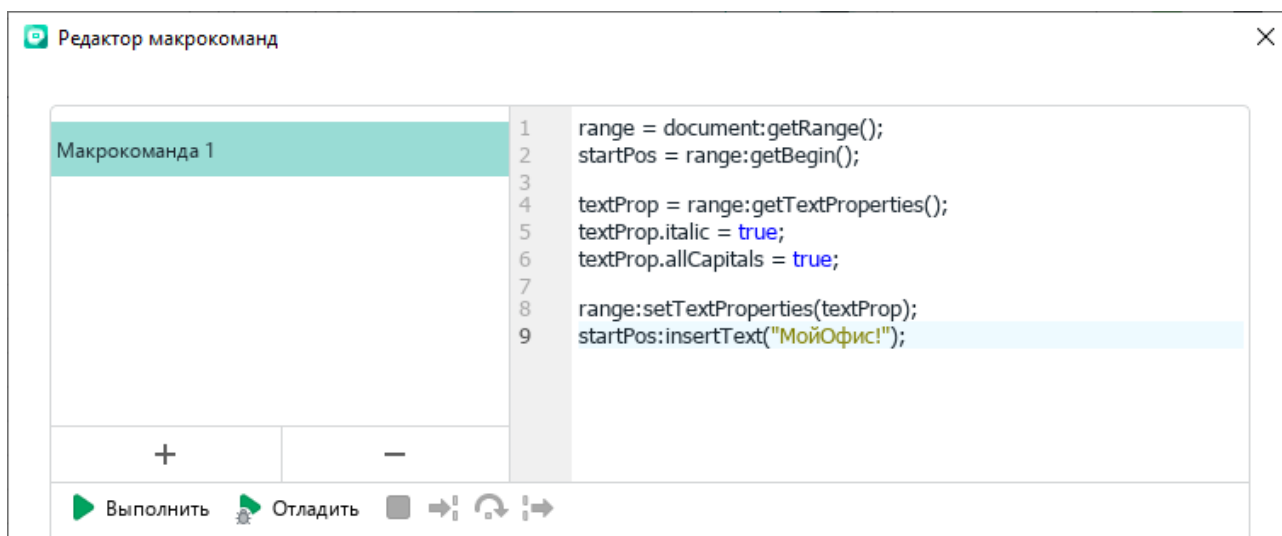 Редактор макрокоманд
Макрокоманда 1
1 range = document:getRange();
2 startPos = range:getBegin();
3
4 textProp = range:getTextProperties();
5 textProp.italic = true;
6 textProp.allCapitals = true;
7
8 range:setTextProperties(textProp);
9 startPos:insertText("МойОфис!");
+ −
Выполнить Отладить